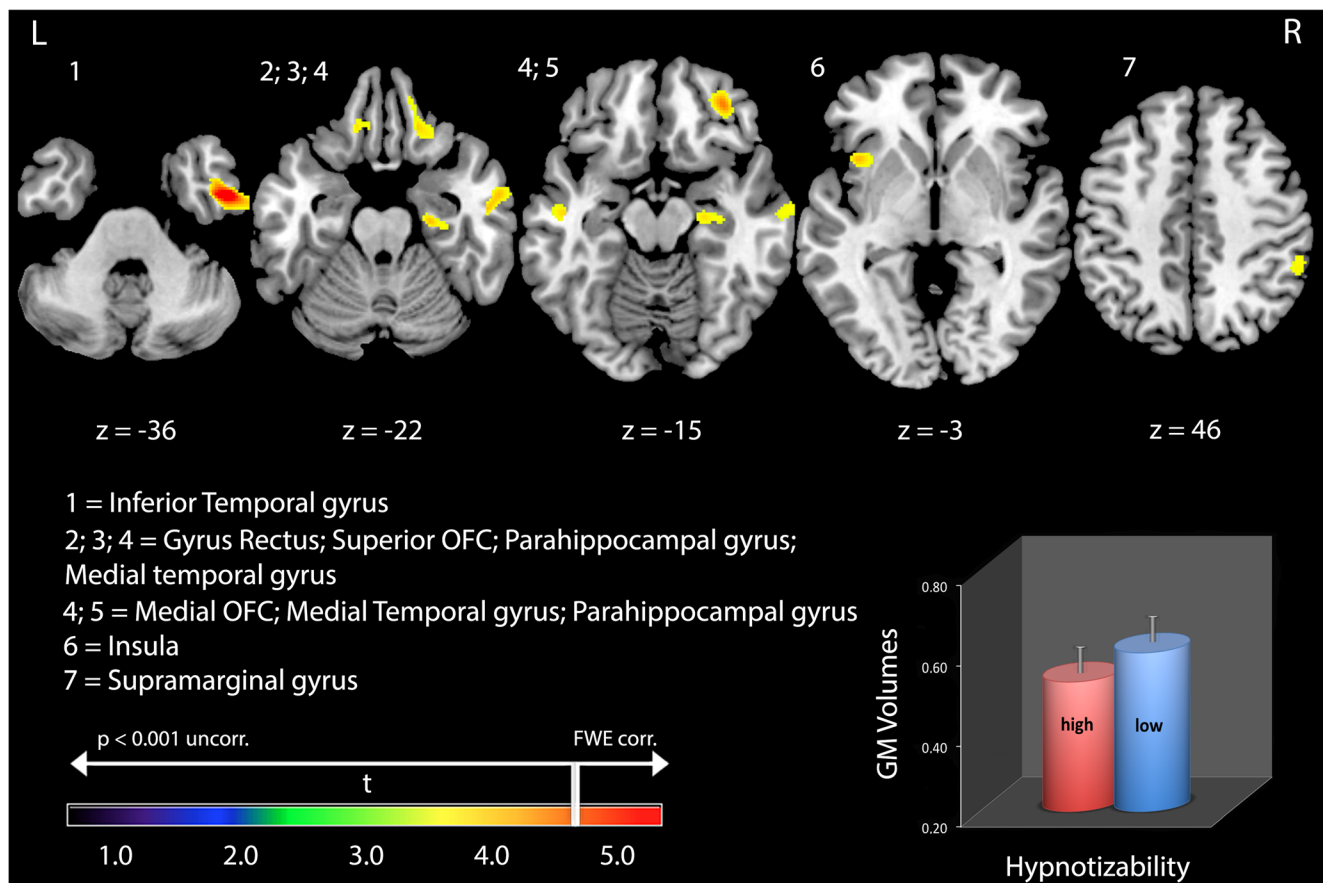 L
R
1
2; 3; 4
4; 5
6
7
z = -36
z = -22
z = -15
z = -3
z = 46
1 = Inferior Temporal gyrus
2; 3; 4 = Gyrus Rectus; Superior OFC; Parahippocampal gyrus;
Medial temporal gyrus
4; 5 = Medial OFC; Medial Temporal gyrus; Parahippocampal gyrus
6 = Insula
7 = Supramarginal gyrus
p < 0.001 uncorr.
FWE corr.
t
1.0
2.0
3.0
4.0
5.0
GM Volumes
0.80
0.60
0.40
0.20
high
low
Hypnotizability